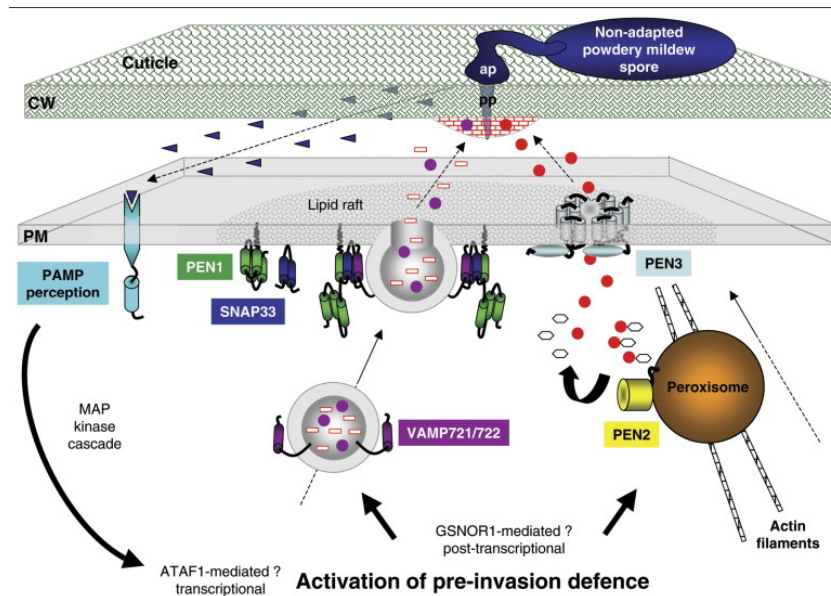 Non-adapted
powdery mildew
spore
Cuticle
ap
CW
pp
Lipid raft
PM
PAMP
perception
PEN1
SNAP33
PEN3
MAP
kinase
cascade
VAMP721/722
Peroxisome
PEN2
GSNOR1-mediated ?
post-transcriptional
Actin
filaments
ATAF1-mediated ?
transcriptional
Activation of pre-invasion defence